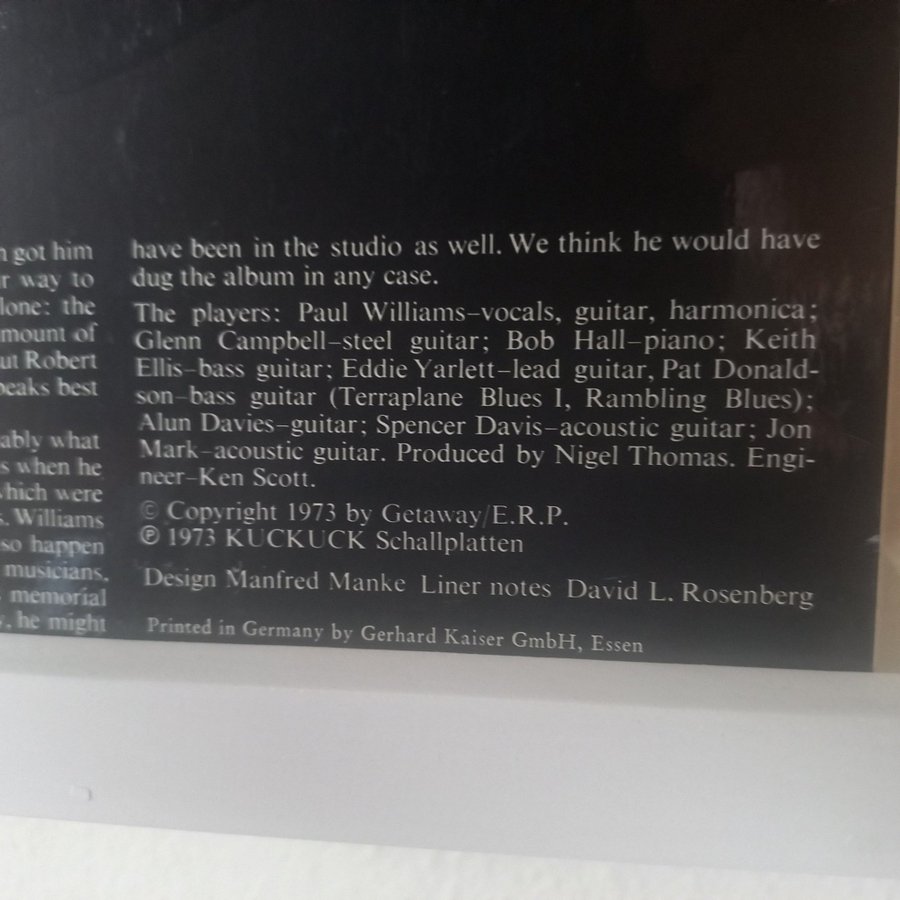 got him
way to
the
mount of
Robert
best
what
when he
which were
Williams
so happen
musicians,
memorial
he might
have been in the studio as well. We think he would have
dug the album in any case.
The players: Paul Williams–vocals, guitar, harmonica;
Glenn Campbell–steel guitar; Bob Hall–piano; Keith
Ellis–bass guitar; Eddie Yarlett–lead guitar, Pat Donald-
son–bass guitar (Terraplane Blues I, Rambling Blues);
Alun Davies–guitar; Spencer Davis–acoustic guitar; Jon
Mark–acoustic guitar. Produced by Nigel Thomas. Engi-
neer–Ken Scott.
© Copyright 1973 by Getaway/E.R.P.
℗ 1973 KUCKUCK Schallplatten
Design Manfred Manke Liner notes David L. Rosenberg
Printed in Germany by Gerhard Kaiser GmbH, Essen